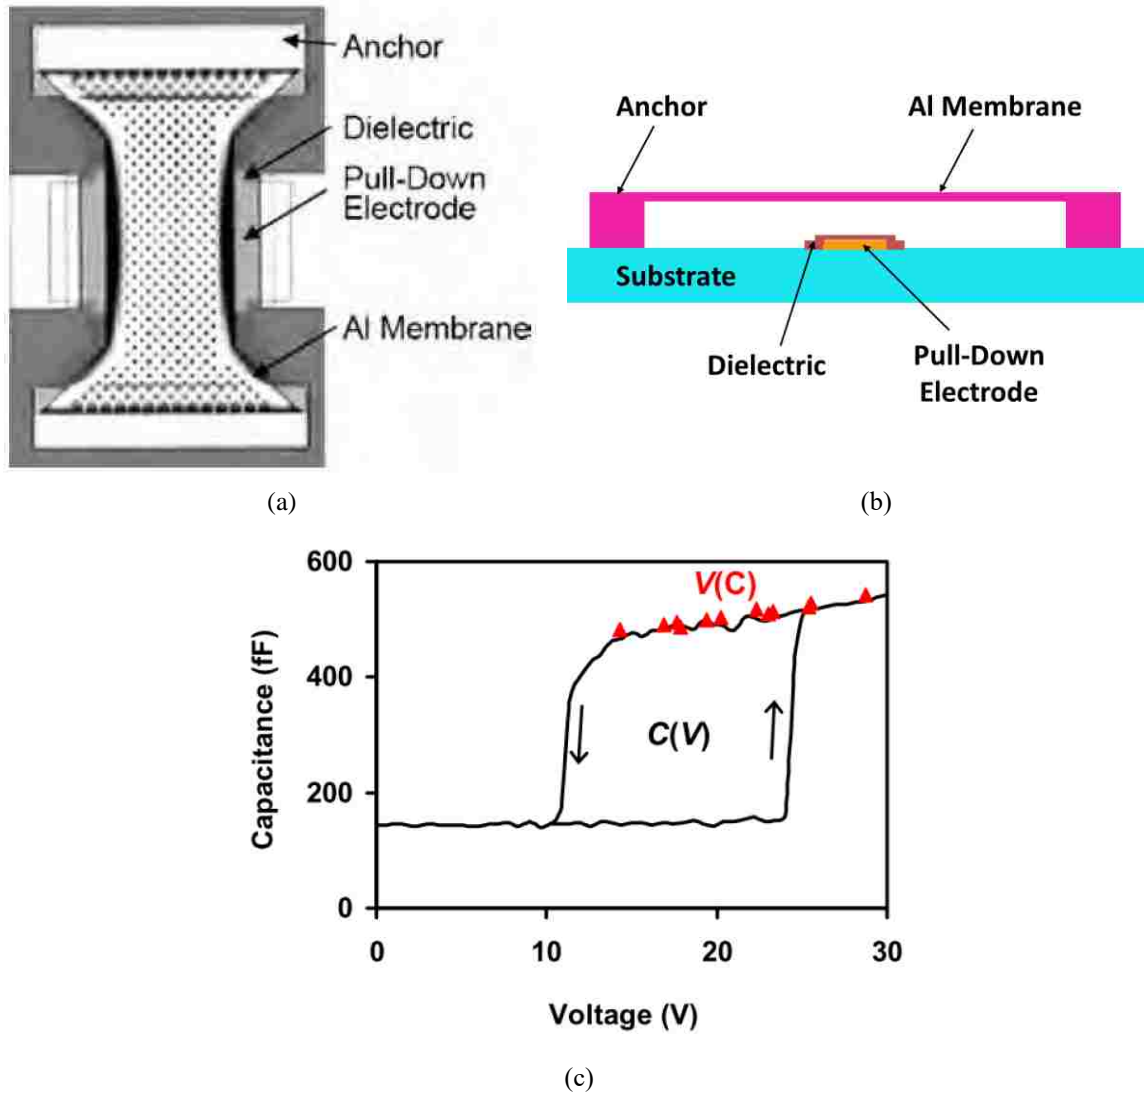 Anchor
Dielectric
Pull-Down
Electrode
Al Membrane
(a)
Anchor
Al Membrane
Substrate
Dielectric
Pull-Down
Electrode
(b)
600
400
200
0
0
10
20
30
Capacitance (fF)
Voltage (V)
V(C)
C(V)
(c)